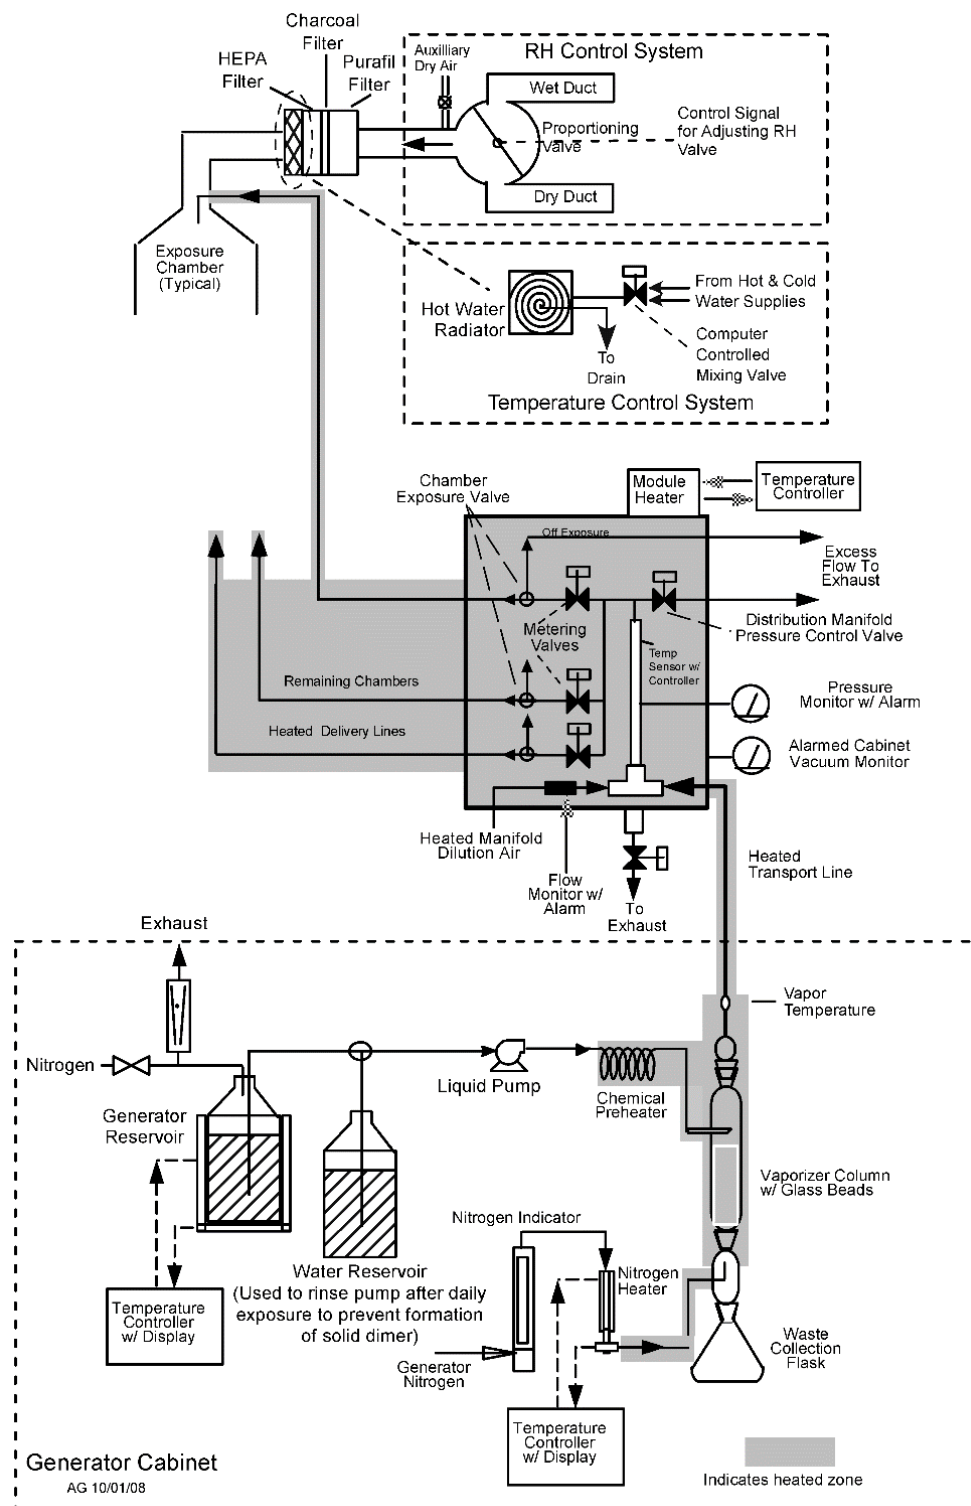 Charcoal
Filter
HEPA
Filter
Purafil
Filter
Auxilliary
Dry Air
RH Control System
Wet Duct
Proportioning
Valve
Control Signal
for Adjusting RH
Valve
Dry Duct
Exposure
Chamber
(Typical)
Hot Water
Radiator
From Hot & Cold
Water Supplies
To
Drain
Computer
Controlled
Mixing Valve
Temperature Control System
Chamber
Exposure Valve
Module
Heater
Temperature
Controller
Off Exposure
Excess
Flow To
Exhaust
Metering
Valves
Distribution Manifold
Pressure Control Valve
Temp
Sensor w/
Controller
Remaining Chambers
Pressure
Monitor w/ Alarm
Heated Delivery Lines
Alarmed Cabinet
Vacuum Monitor
Heated Manifold
Dilution Air
Flow
Monitor w/
Alarm
To
Exhaust
Heated
Transport Line
Exhaust
Vapor
Temperature
Nitrogen
Liquid Pump
Chemical
Preheater
Generator
Reservoir
Vaporizer Column
w/ Glass Beads
Nitrogen Indicator
Water Reservoir
(Used to rinse pump after daily
exposure to prevent formation
of solid dimer)
Nitrogen
Heater
Temperature
Controller
w/ Display
Generator
Nitrogen
Waste
Collection
Flask
Temperature
Controller
w/ Display
Generator Cabinet
AG 10/01/08
Indicates heated zone